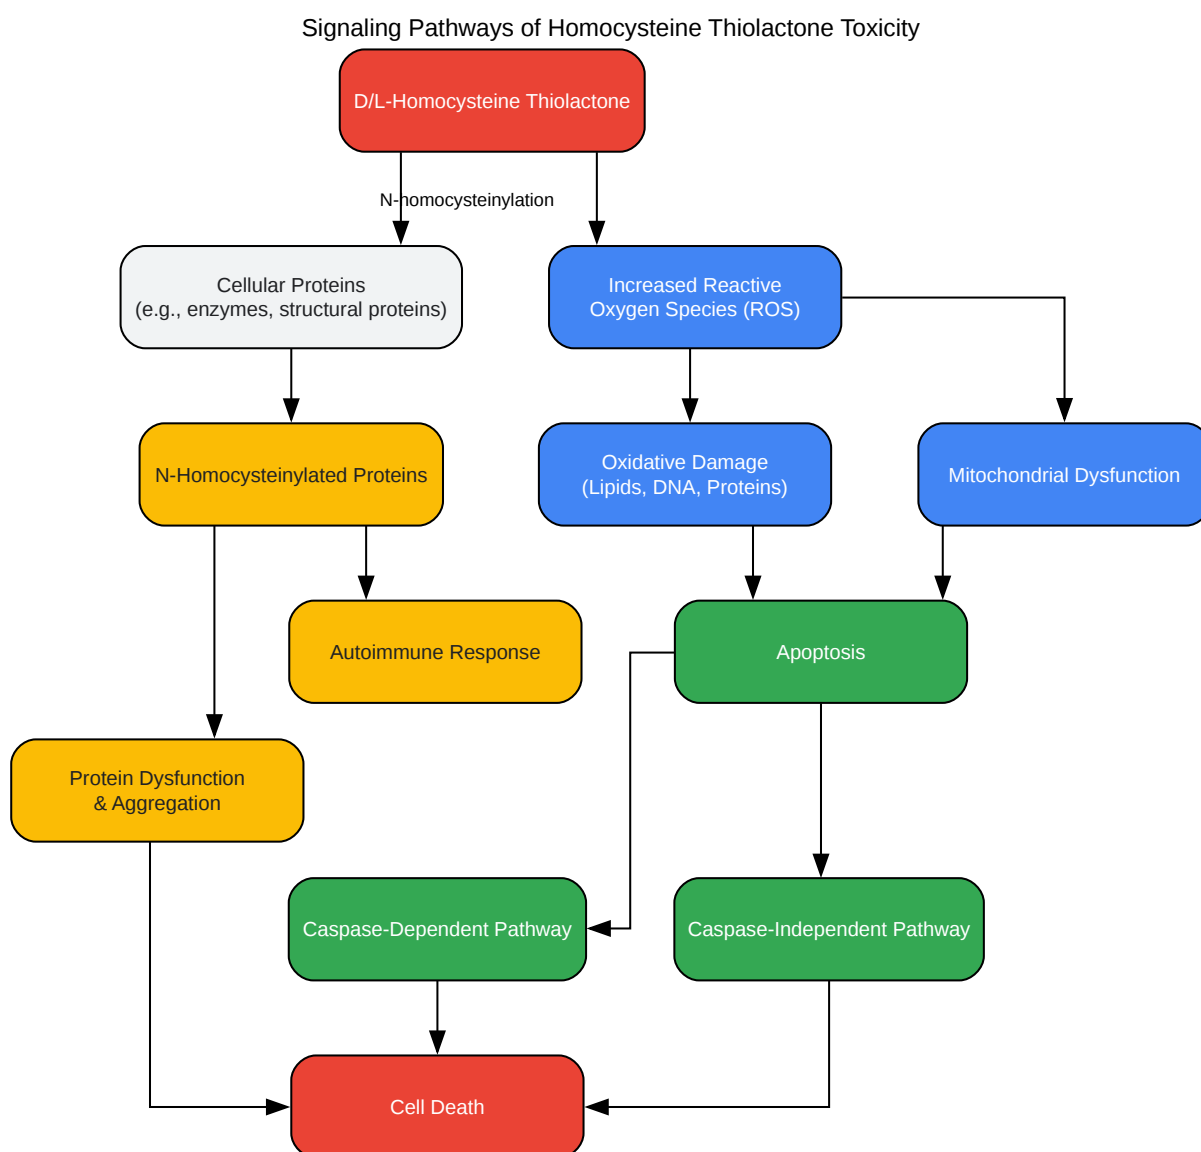 Signaling Pathways of Homocysteine Thiolactone Toxicity
D/L-Homocysteine Thiolactone
N-homocysteinylation
Cellular Proteins
(e.g., enzymes, structural proteins)
Increased Reactive
Oxygen Species (ROS)
N-Homocysteinylated Proteins
Oxidative Damage
(Lipids, DNA, Proteins)
Mitochondrial Dysfunction
Autoimmune Response
Apoptosis
Protein Dysfunction
& Aggregation
Caspase-Dependent Pathway
Caspase-Independent Pathway
Cell Death